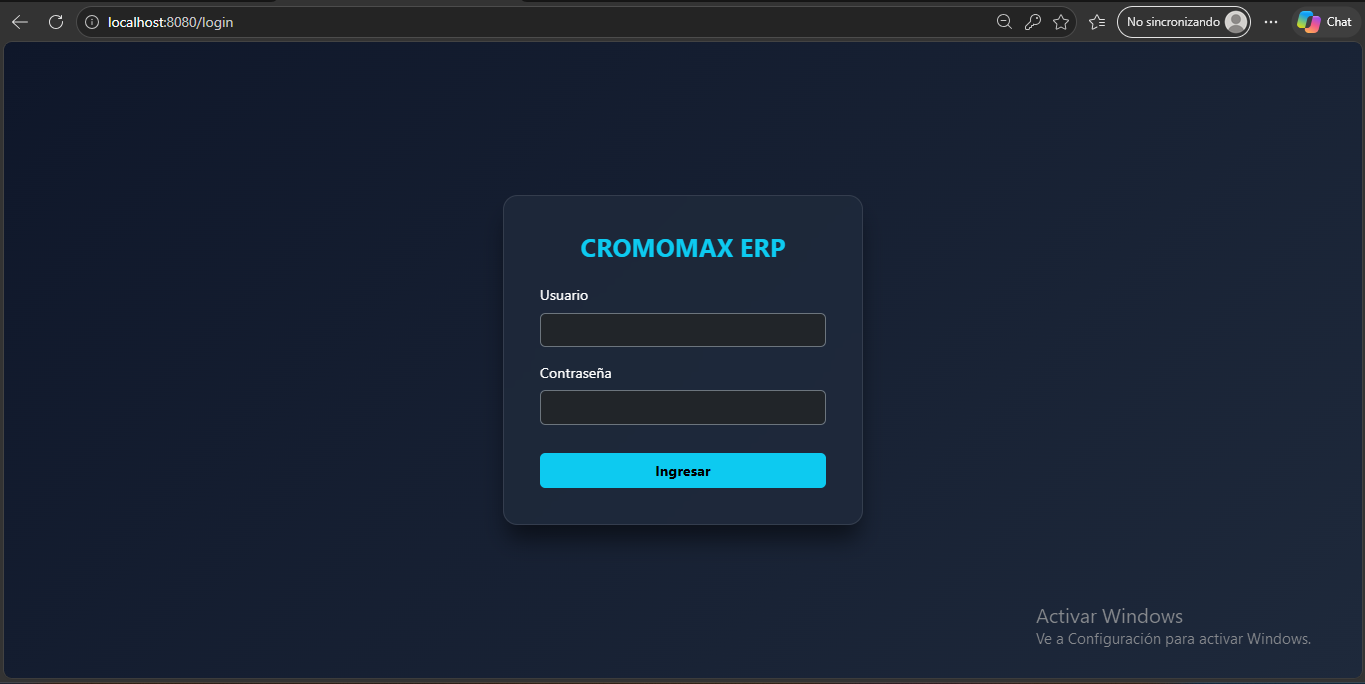 localhost:8080/login
No sincronizando
Chat
CROMOMAX ERP
Usuario
Contraseña
Ingresar
Activar Windows
Ve a Configuración para activar Windows.